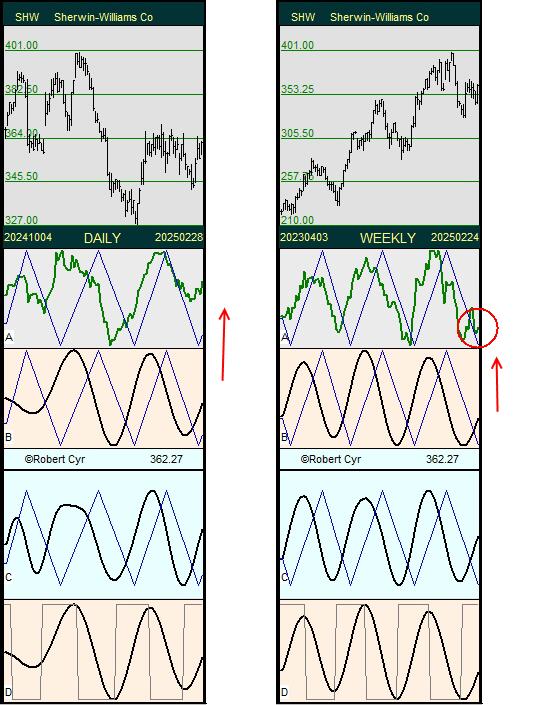 SHW Sherwin-Williams Co
401.00
382.50
364.00
345.50
327.00
20241004 DAILY 20250228
A
B
©Robert Cyr 362.27
C
D
SHW Sherwin-Williams Co
401.00
353.25
305.50
210.00
20230403 WEEKLY 20250224
A
B
©Robert Cyr 362.27
C
D